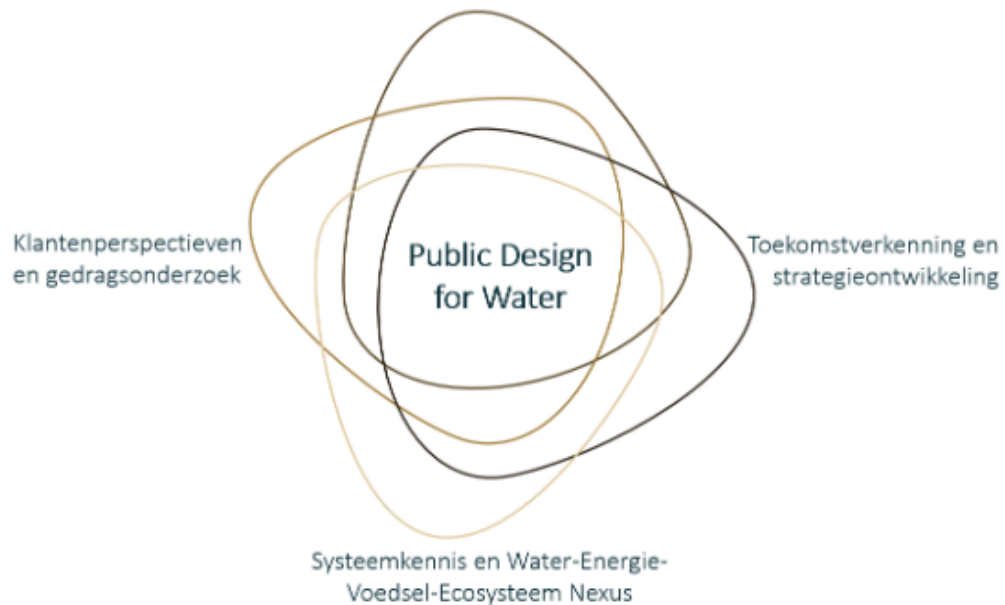 Klantenperspectieven
en gedragsonderzoek
Public Design
for Water
Toekomstverkenning en
strategieontwikkeling
Systeemkennis en Water-Energie-
Voedsel-Ecosysteem Nexus